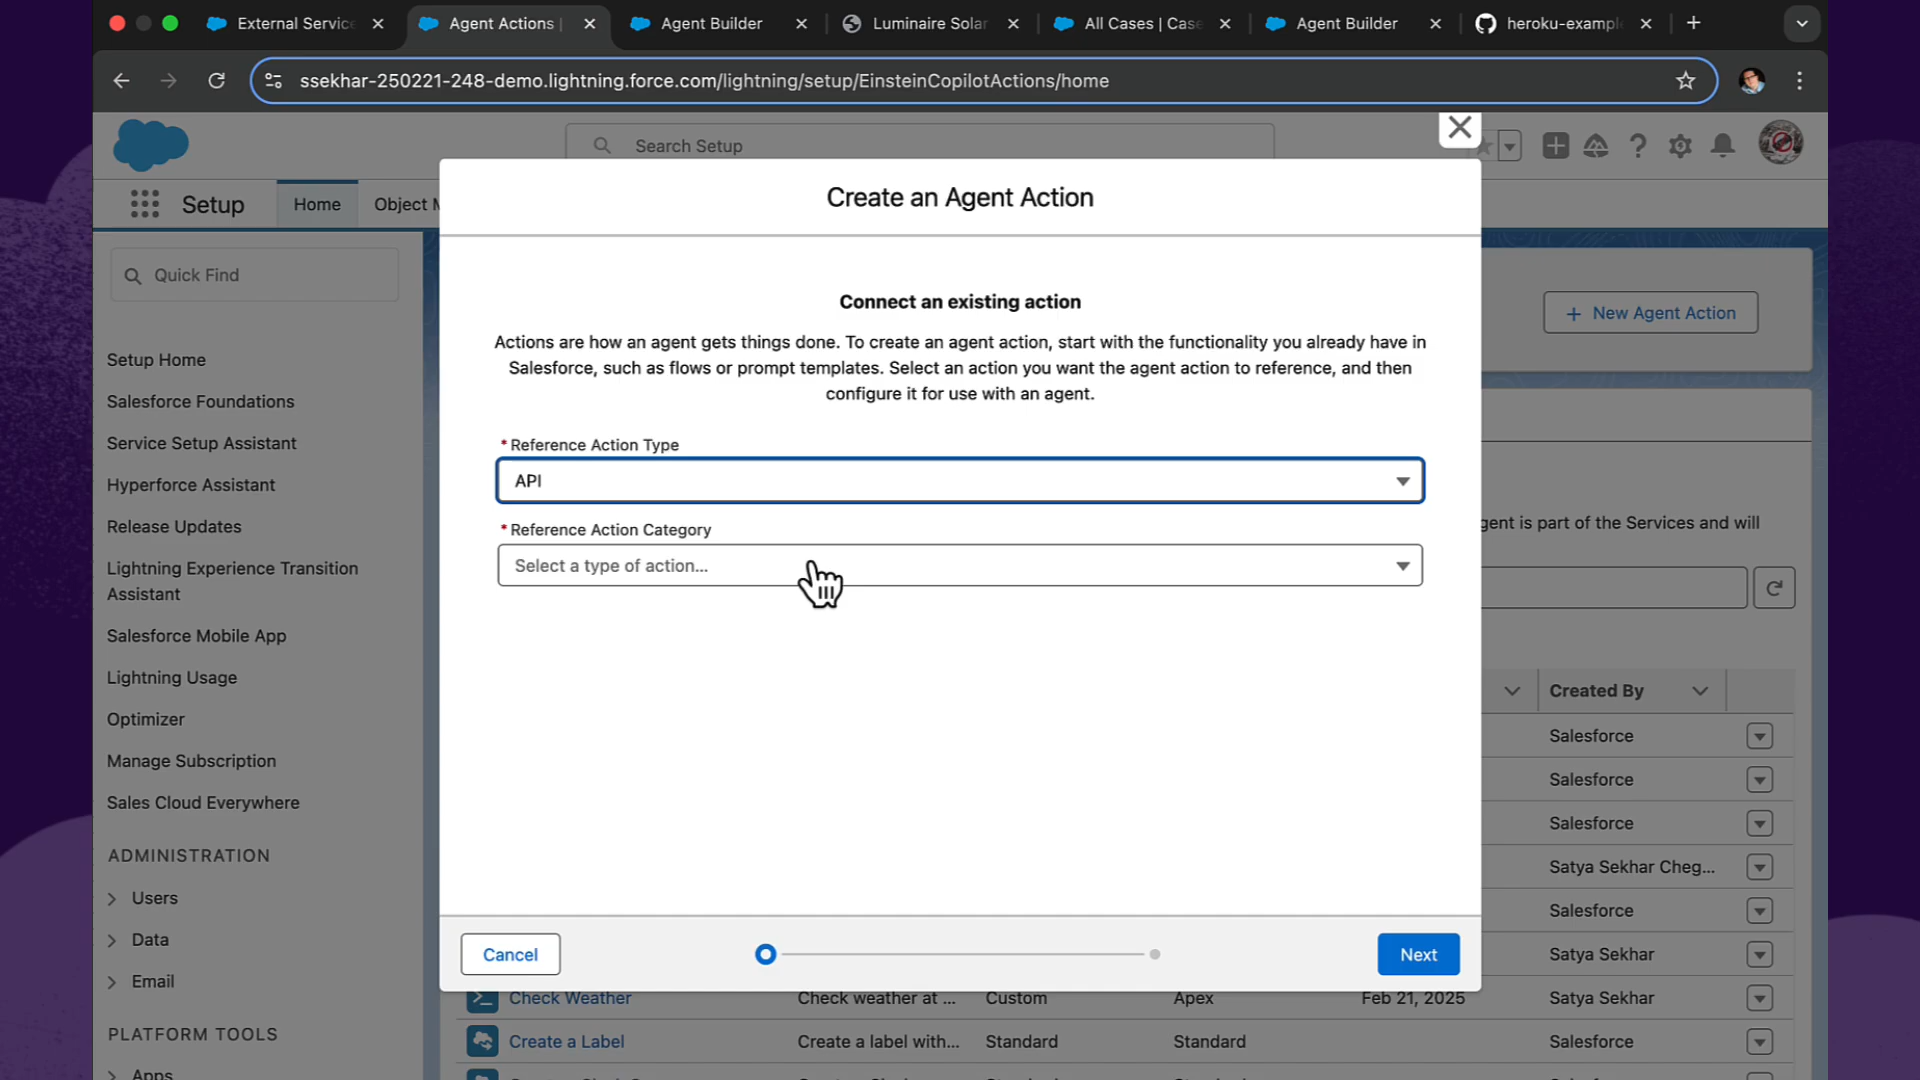 External Service
Agent Actions |
Agent Builder
Luminaire Solar
All Cases | Case
Agent Builder
heroku-example
ssekhar-250221-248-demo.lightning.force.com/lightning/setup/EinsteinCopilotActions/home
Search Setup
Setup
Home
Object M
Quick Find
Setup Home
Salesforce Foundations
Service Setup Assistant
Hyperforce Assistant
Release Updates
Lightning Experience Transition
Assistant
Salesforce Mobile App
Lightning Usage
Optimizer
Manage Subscription
Sales Cloud Everywhere
ADMINISTRATION
Users
Data
Email
PLATFORM TOOLS
Apps
Create an Agent Action
Connect an existing action
Actions are how an agent gets things done. To create an agent action, start with the functionality you already have in
Salesforce, such as flows or prompt templates. Select an action you want the agent action to reference, and then
configure it for use with an agent.
* Reference Action Type
API
* Reference Action Category
Select a type of action...
Cancel
Next
+ New Agent Action
gent is part of the Services and will
Created By
Salesforce
Salesforce
Salesforce
Satya Sekhar Cheg...
Salesforce
Satya Sekhar
Check Weather Check weather at ... Custom Apex Feb 21, 2025 Satya Sekhar
Create a Label Create a label with... Standard Standard Salesforce